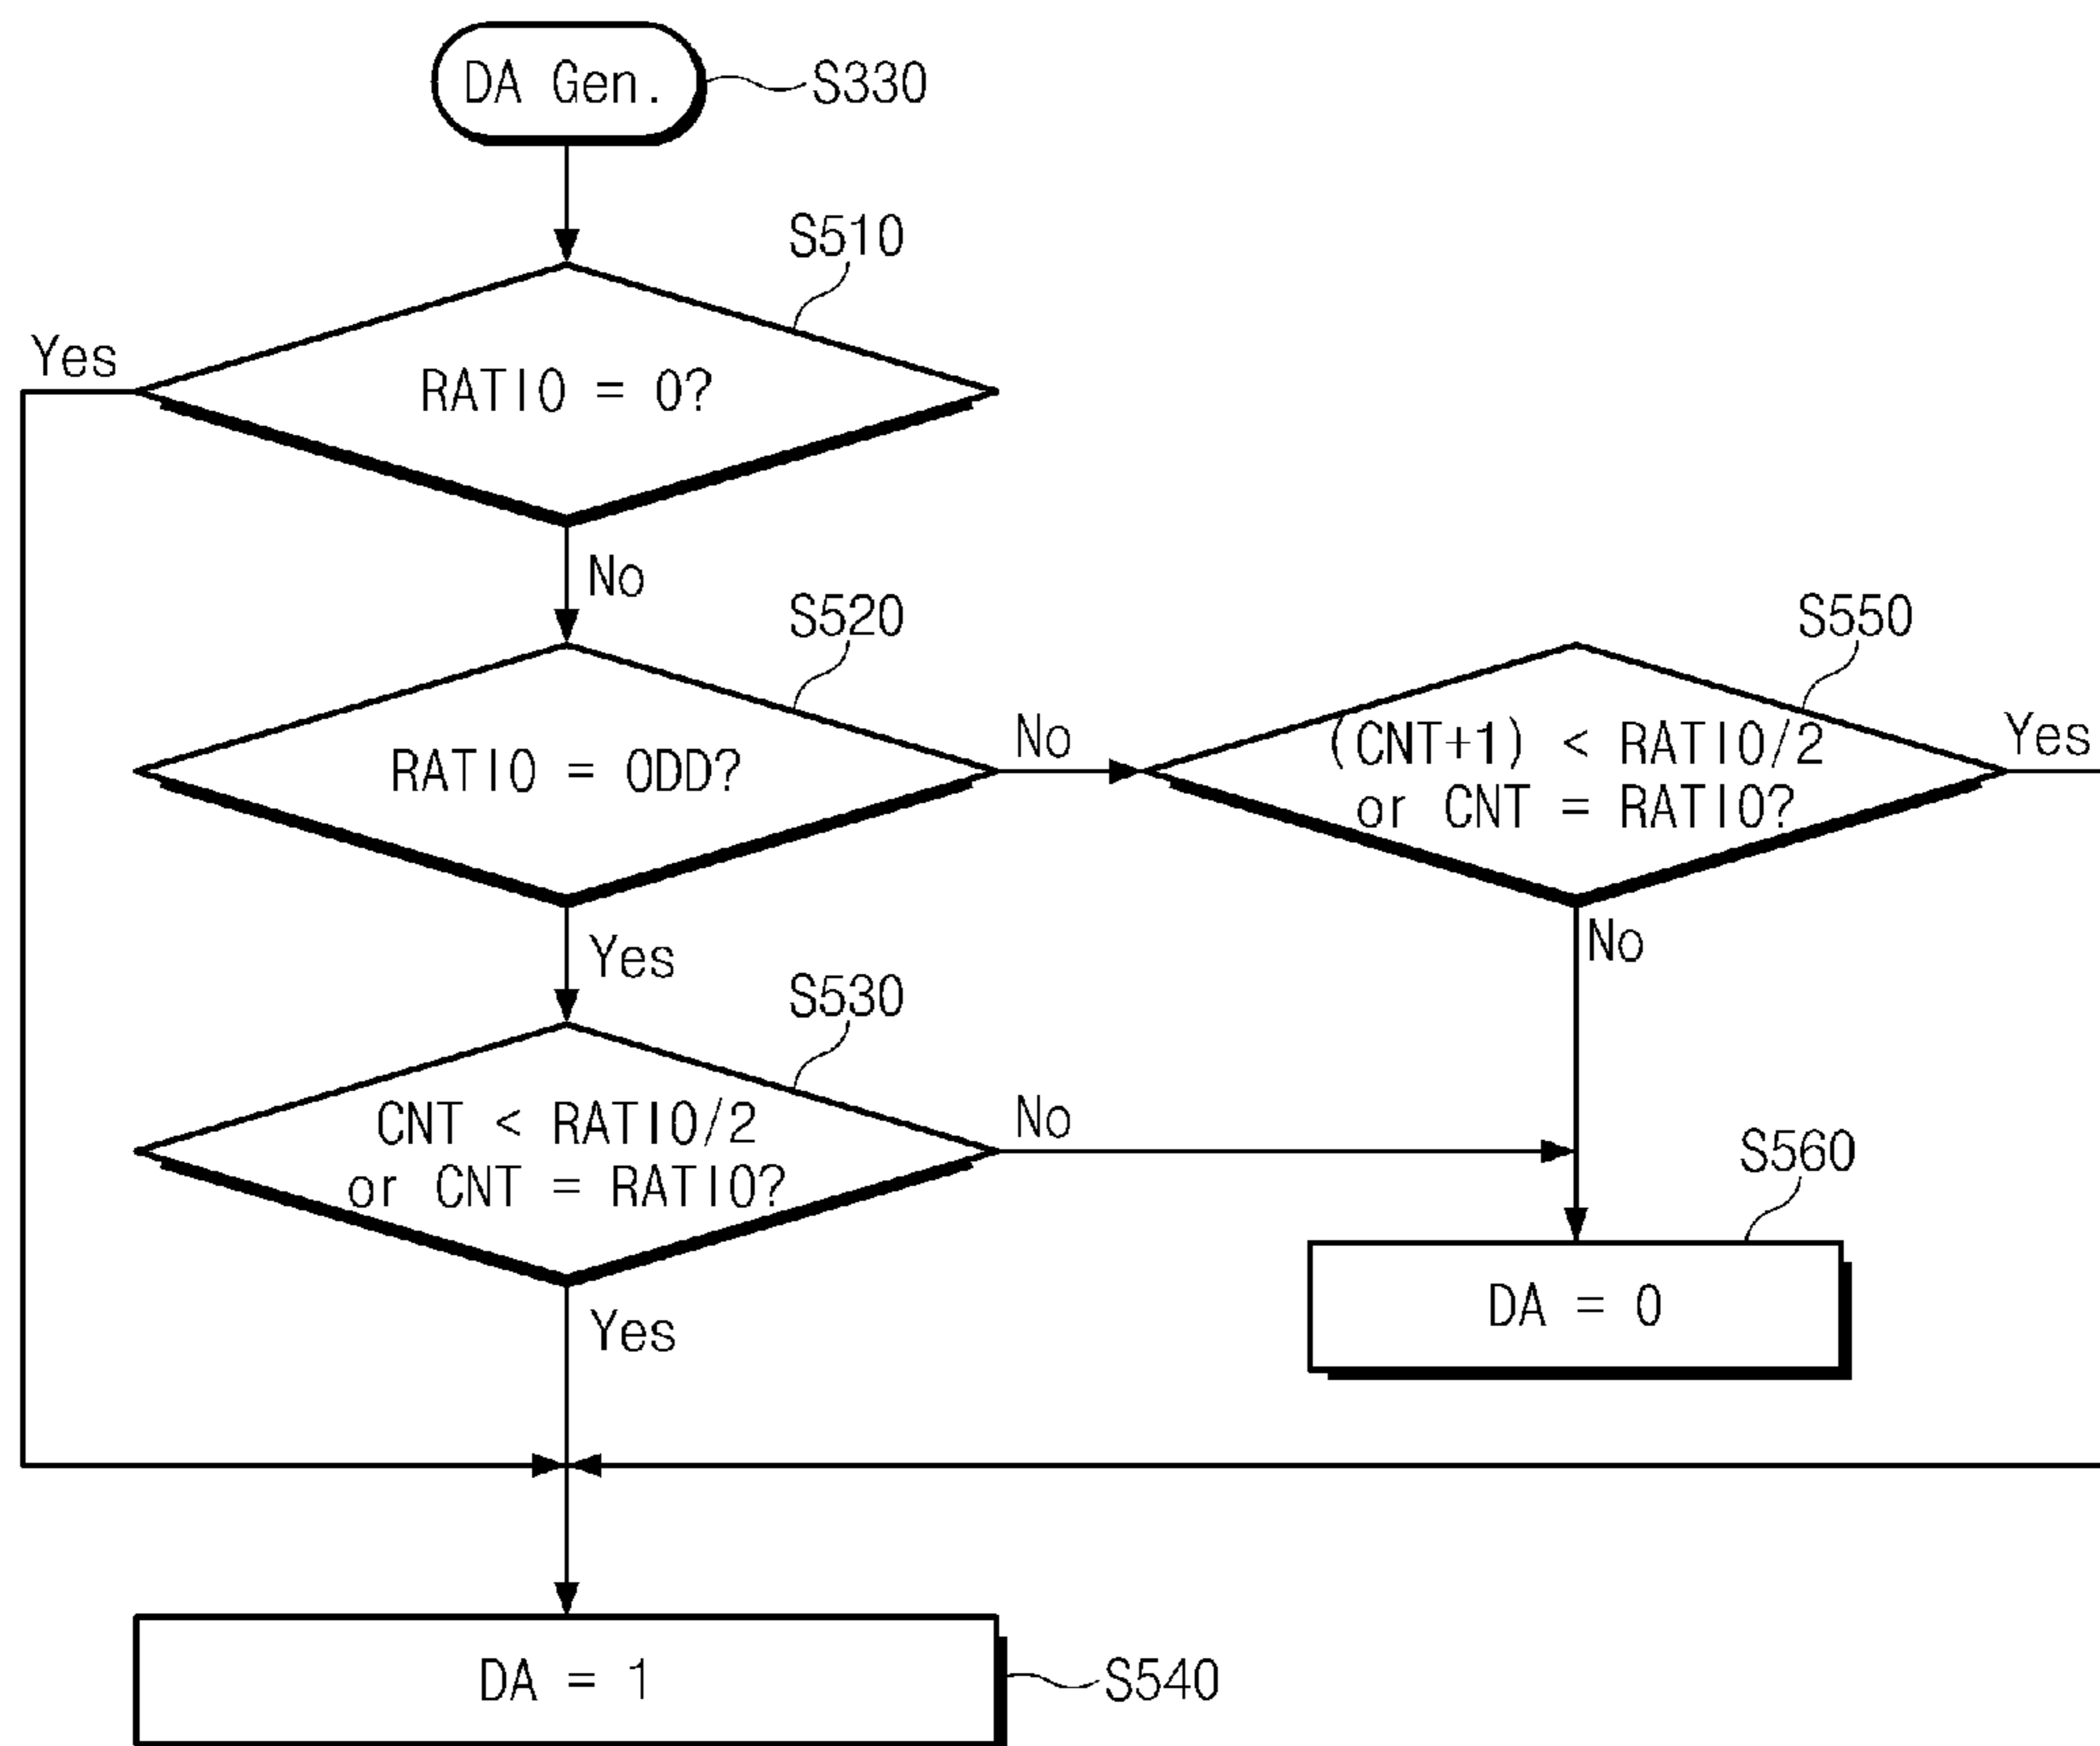 DA Gen.
S330
S510
Yes
RATIO = 0?
No
S520
S550
RATIO = ODD?
No
(CNT+1) < RATIO/2
or CNT = RATIO?
Yes
Yes
No
S530
CNT < RATIO/2
or CNT = RATIO?
No
S560
DA = 0
Yes
DA = 1
S540